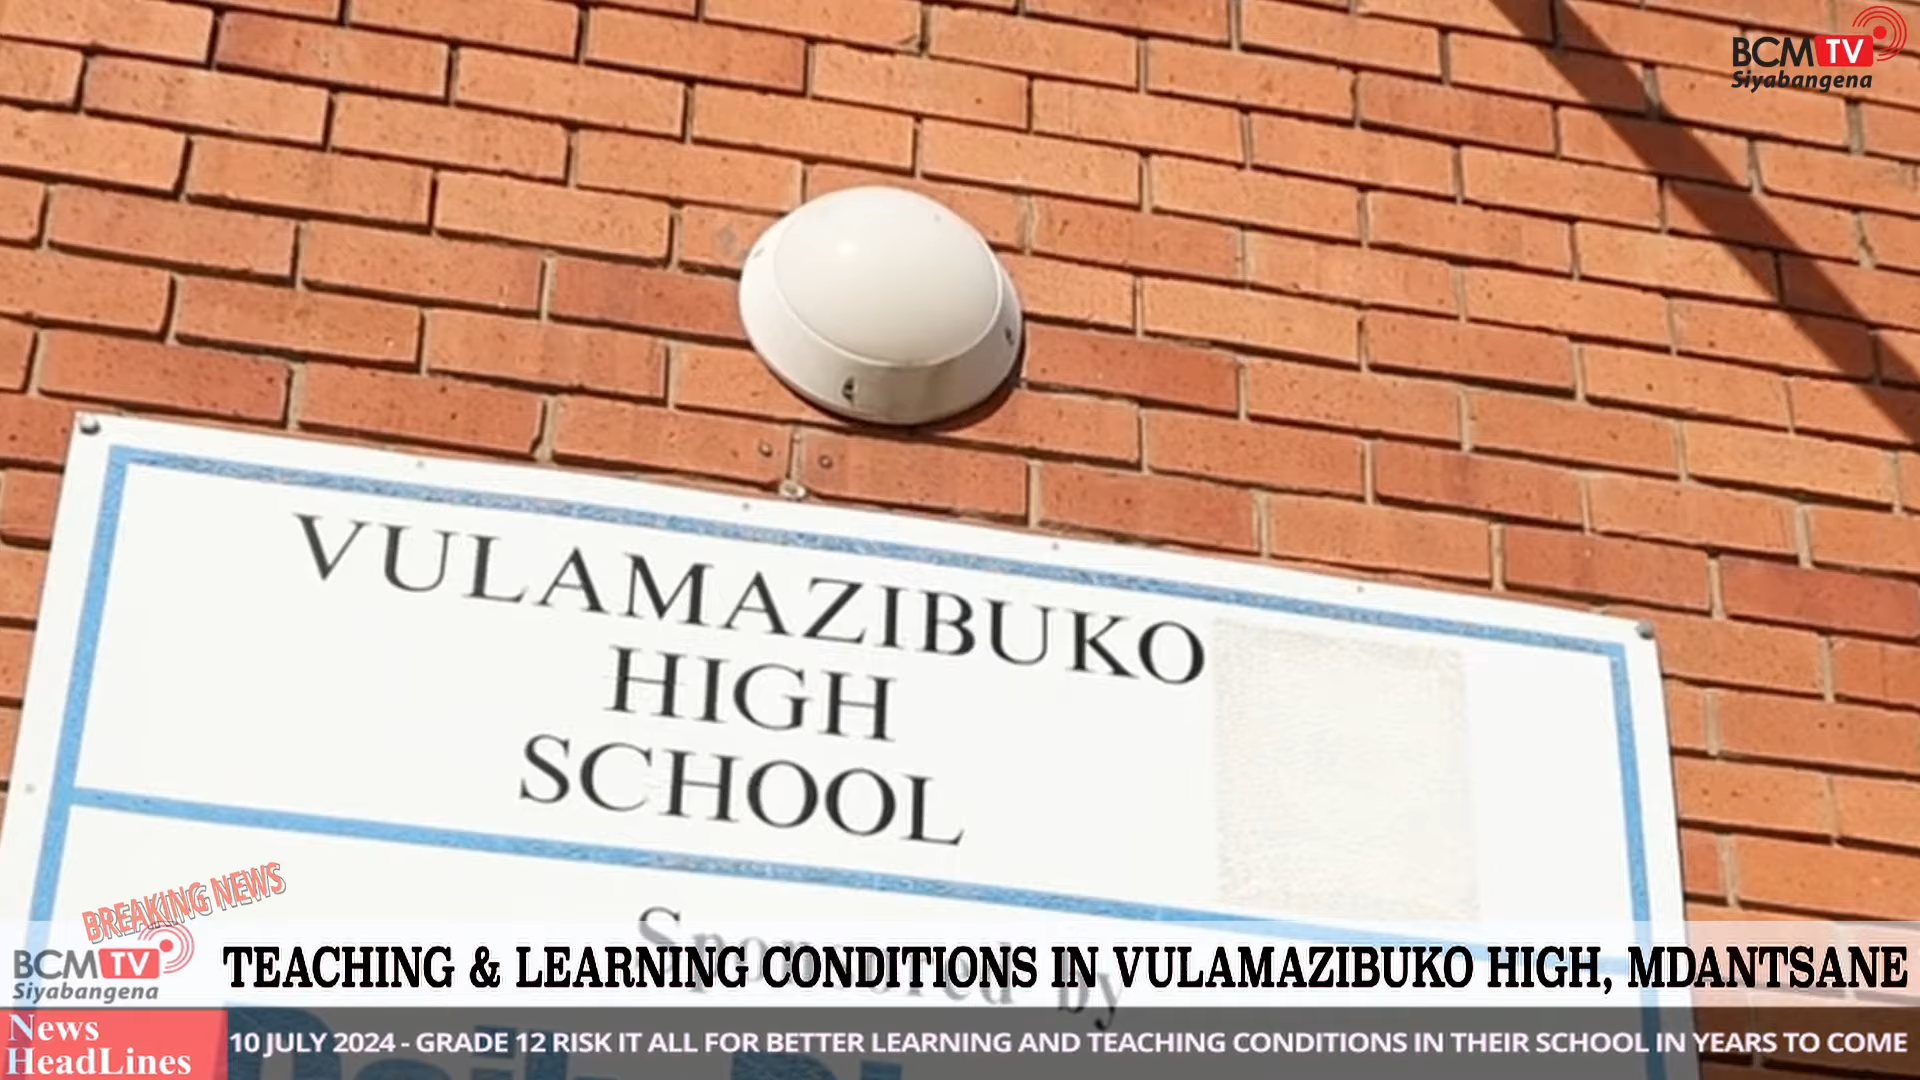 BCM TV
Siyabangena
VULAMAZIBUKO
HIGH
SCHOOL
Sponsored by
BREAKING NEWS
BCM TV
Siyabangena
TEACHING & LEARNING CONDITIONS IN VULAMAZIBUKO HIGH, MDANTSANE
News
HeadLines
10 JULY 2024 - GRADE 12 RISK IT ALL FOR BETTER LEARNING AND TEACHING CONDITIONS IN THEIR SCHOOL IN YEARS TO COME